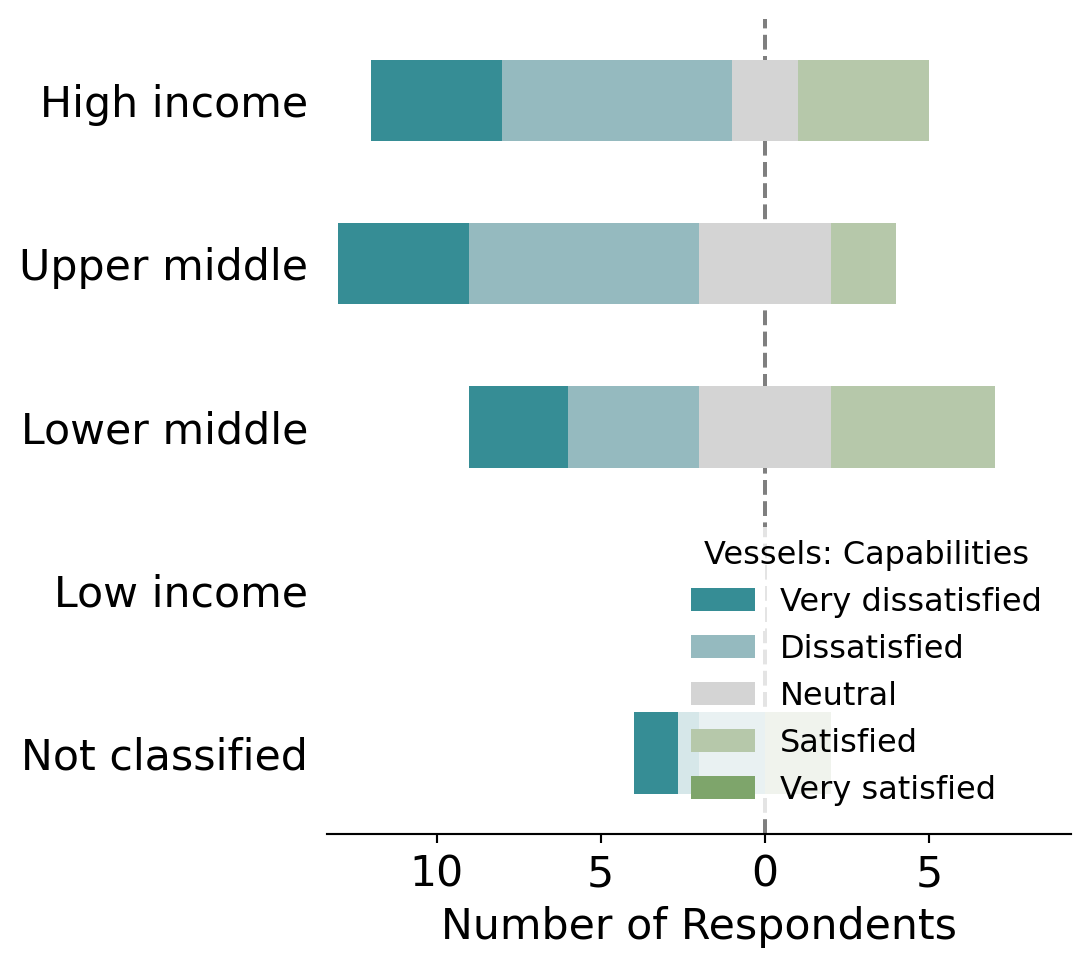 High income
Upper middle
Lower middle
Low income
Not classified
Vessels: Capabilities
Very dissatisfied
Dissatisfied
Neutral
Satisfied
Very satisfied
10 5 0 5
Number of Respondents